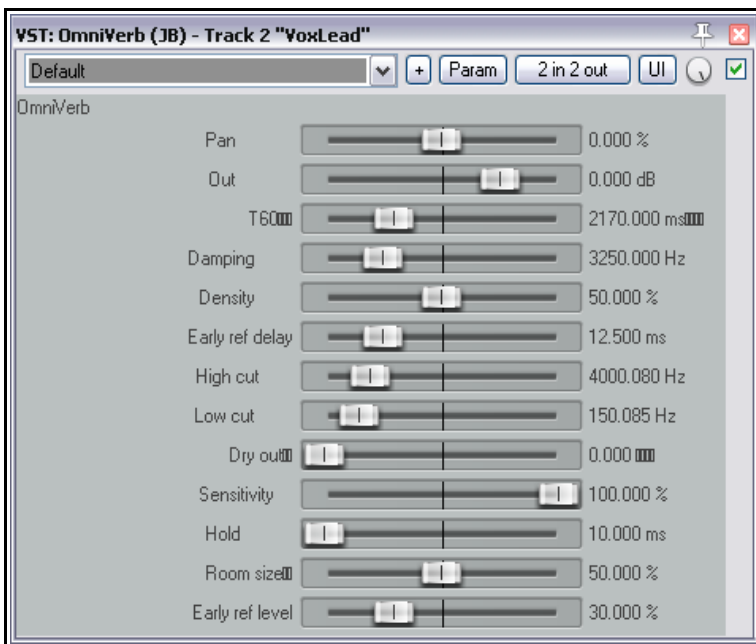 VST: OmniVerb (JB) - Track 2 "VoxLead"
Default + Param 2 in 2 out UI
OmniVerb
Pan 0.000 %
Out 0.000 dB
T60 2170.000 ms
Damping 3250.000 Hz
Density 50.000 %
Early ref delay 12.500 ms
High cut 4000.080 Hz
Low cut 150.085 Hz
Dry out 0.000
Sensitivity 100.000 %
Hold 10.000 ms
Room size 50.000 %
Early ref level 30.000 %